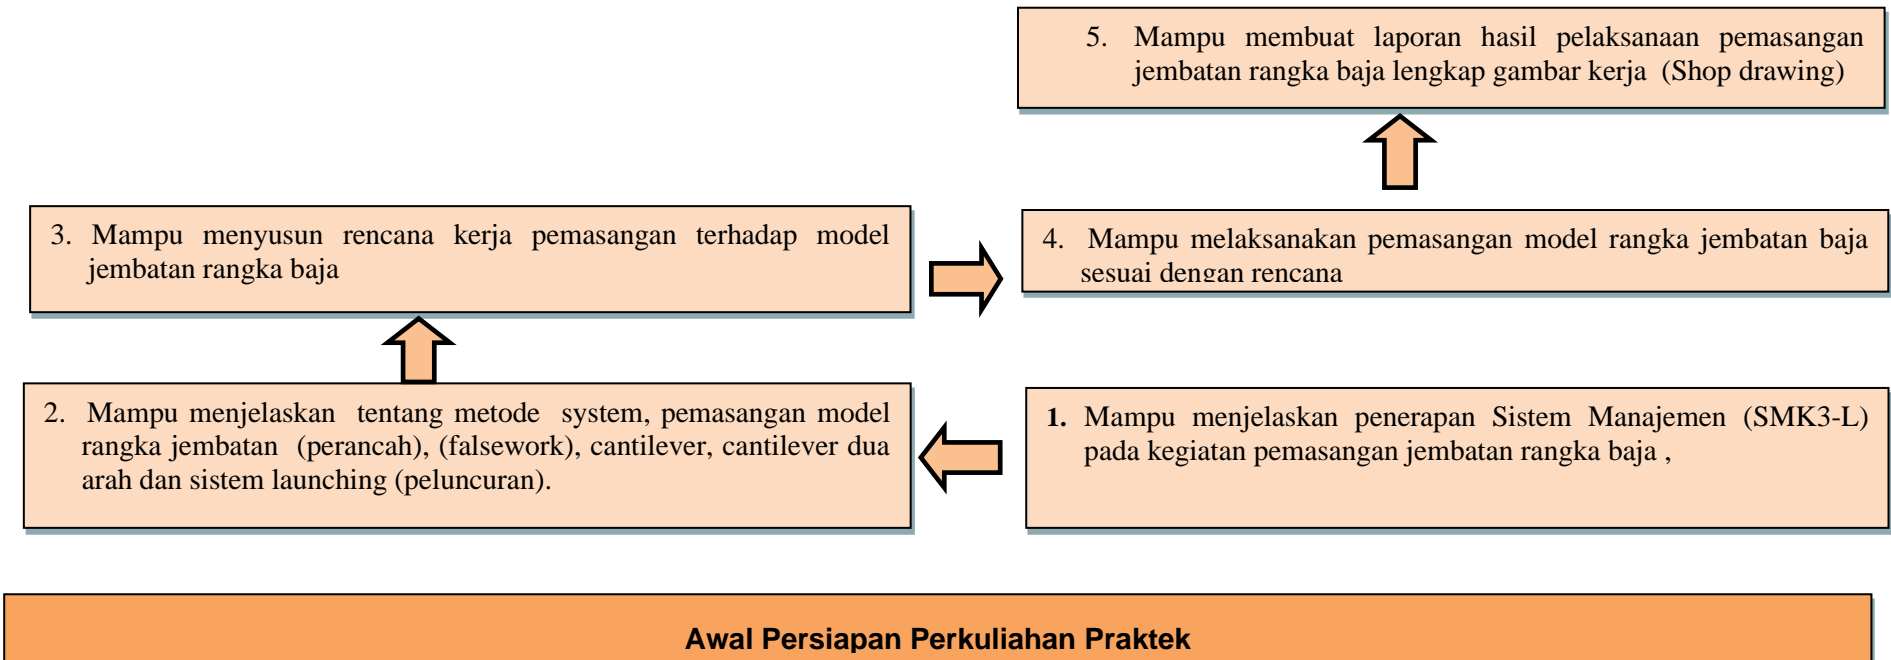 5. Mampu membuat laporan hasil pelaksanaan pemasangan
jembatan rangka baja lengkap gambar kerja (Shop drawing)
3. Mampu menyusun rencana kerja pemasangan terhadap model
jembatan rangka baja
4. Mampu melaksanakan pemasangan model rangka jembatan baja
sesuai dengan rencana
2. Mampu menjelaskan tentang metode system, pemasangan model
rangka jembatan (perancah), (falsework), cantilever, cantilever dua
arah dan sistem launching (peluncuran).
1. Mampu menjelaskan penerapan Sistem Manajemen (SMK3-L)
pada kegiatan pemasangan jembatan rangka baja ,
Awal Persiapan Perkuliahan Praktek